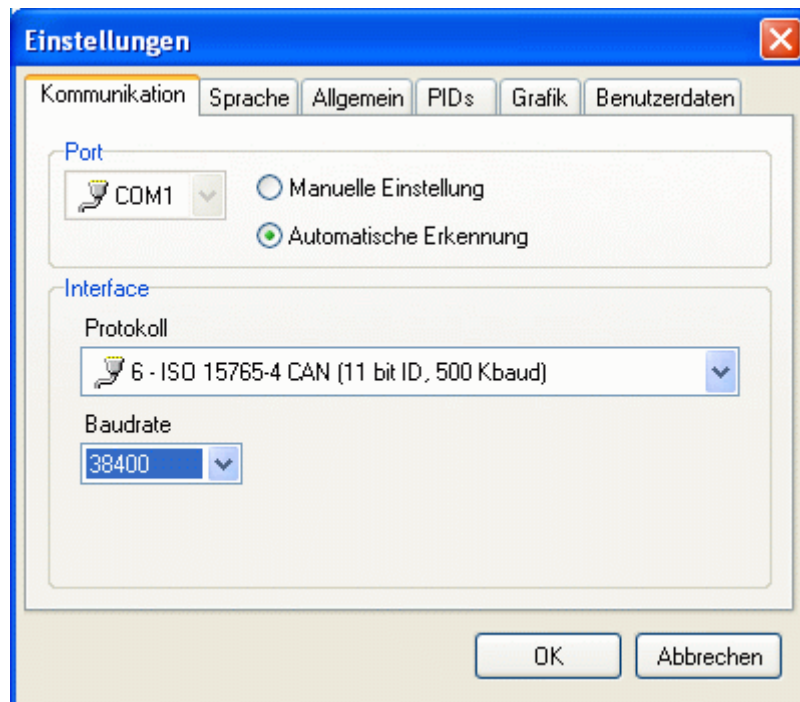 Einstellungen
Kommunikation Sprache Allgemein PIDs Grafik Benutzerdaten
Port
COM1
Manuelle Einstellung
Automatische Erkennung
Interface
Protokoll
6 - ISO 15765-4 CAN (11 bit ID, 500 Kbaud)
Baudrate
38400
OK Abbrechen